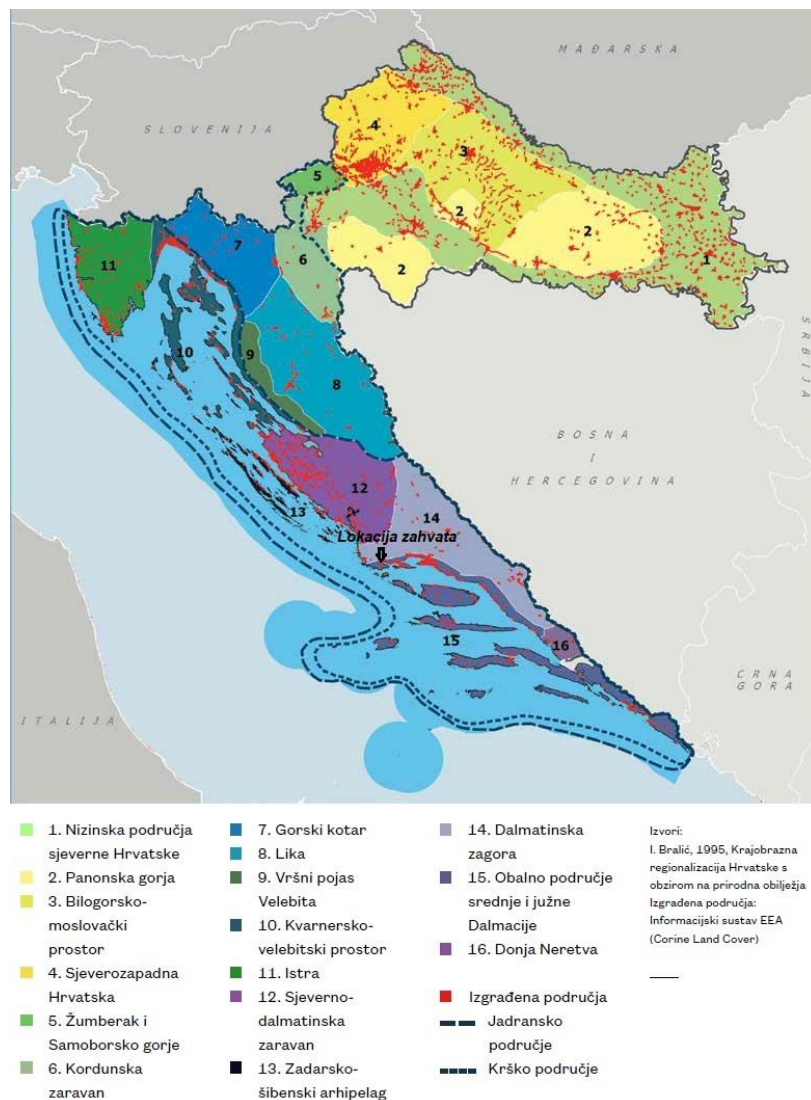 MAĐARSKA
SLOVENIJA
4
3
5
2
2
7
6
2
1
11
SRBIJA
10
9
8
BOSNA
I
HERCEGOVINA
12
13
14
Lokacija zahvata
15
16
CRNA
GORA
ITALIJA
1. Nizinska područja
sjeverne Hrvatske
2. Panonska gorja
3. Bilogorsko-
moslovački
prostor
4. Sjeverozapadna
Hrvatska
5. Žumberak i
Samoborsko gorje
6. Kordunska
zaravan
7. Gorski kotar
8. Lika
9. Vršni pojas
Velebita
10. Kvarnersko-
velebitski prostor
11. Istra
12. Sjeverno-
dalmatinska
zaravan
13. Zadarsko-
šibenski arhipelag
14. Dalmatinska
zagora
15. Obalno područje
srednje i južne
Dalmacije
16. Donja Neretva
Izgrađena područja
Jadransko
područje
Krško područje
Izvori:
I. Bralić, 1995, Krajobrazna
regionalizacija Hrvatske s
obzirom na prirodna obilježja
Izgrađena područja:
Informacijski sustav EEA
(Corine Land Cover)